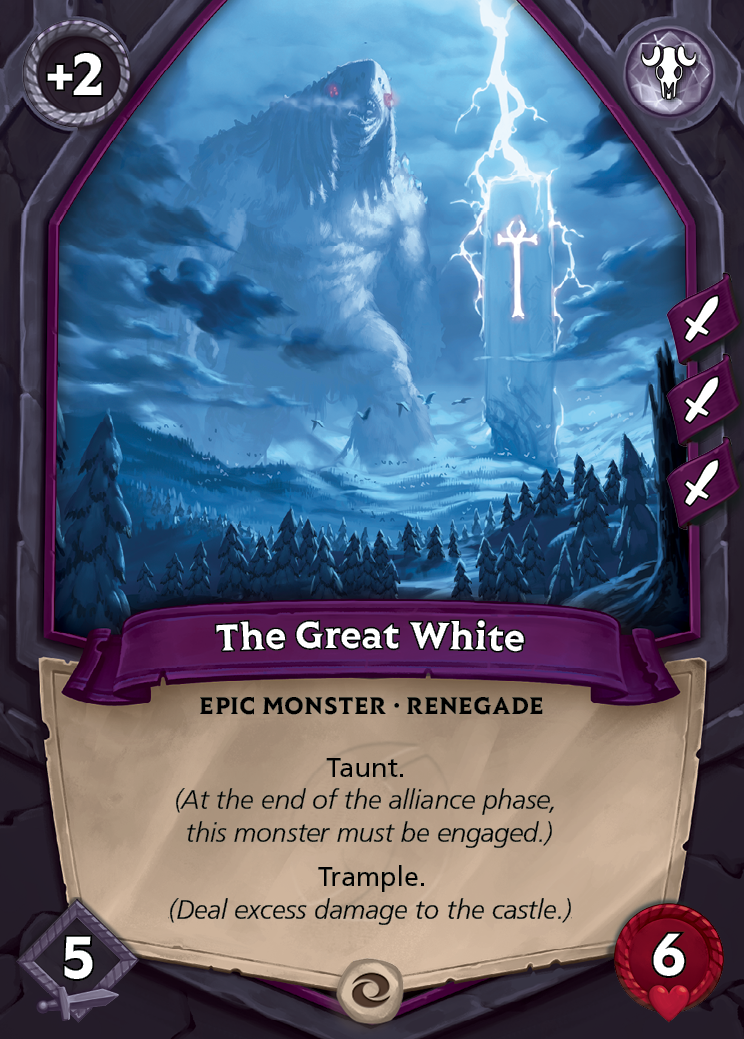 +2
The Great White
EPIC MONSTER · RENEGADE
Taunt.
(At the end of the alliance phase,
this monster must be engaged.)
Trample.
(Deal excess damage to the castle.)
5
6